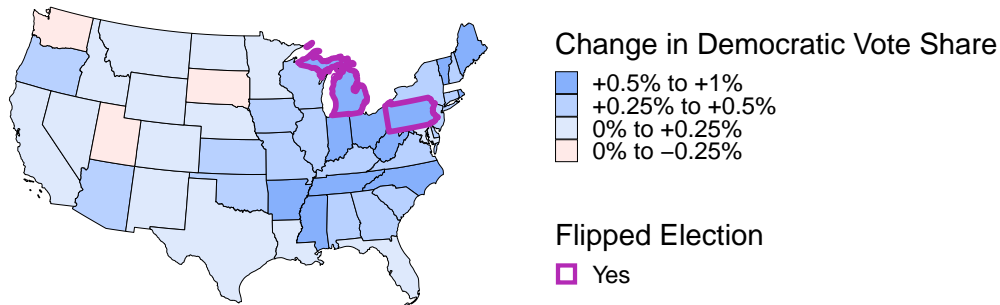 Change in Democratic Vote Share
+0.5% to +1%
+0.25% to +0.5%
0% to +0.25%
0% to −0.25%
Flipped Election
Yes